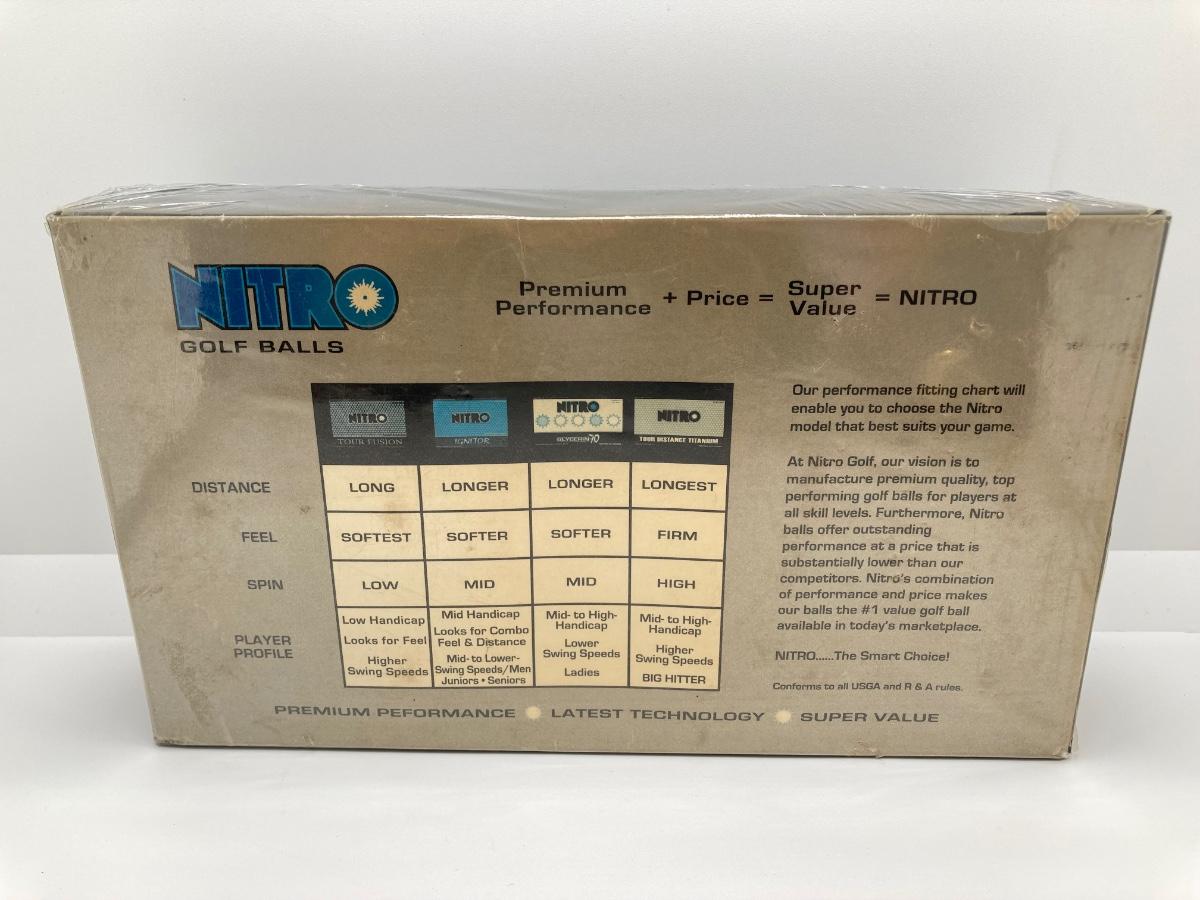 NITRO
GOLF BALLS
Premium
Performance + Price = Super
Value = NITRO
NITRO
TOUR FUSION
NITRO
IGNITOR
NITRO
GLYCERIN 70
NITRO
TOUR DISTANCE TITANIUM
DISTANCE LONG LONGER LONGER LONGEST
FEEL SOFTEST SOFTER SOFTER FIRM
SPIN LOW MID MID HIGH
PLAYER
PROFILE
Low Handicap
Looks for Feel
Higher
Swing Speeds
Mid Handicap
Looks for Combo
Feel & Distance
Mid- to Lower-
Swing Speeds/Men
Juniors • Seniors
Mid- to High-
Handicap
Lower
Swing Speeds
Ladies
Mid- to High-
Handicap
Higher
Swing Speeds
BIG HITTER
Our performance fitting chart will
enable you to choose the Nitro
model that best suits your game.
At Nitro Golf, our vision is to
manufacture premium quality, top
performing golf balls for players at
all skill levels. Furthermore, Nitro
balls offer outstanding
performance at a price that is
substantially lower than our
competitors. Nitro's combination
of performance and price makes
our balls the #1 value golf ball
available in today's marketplace.
NITRO......The Smart Choice!
Conforms to all USGA and R & A rules.
PREMIUM PEFORMANCE LATEST TECHNOLOGY SUPER VALUE